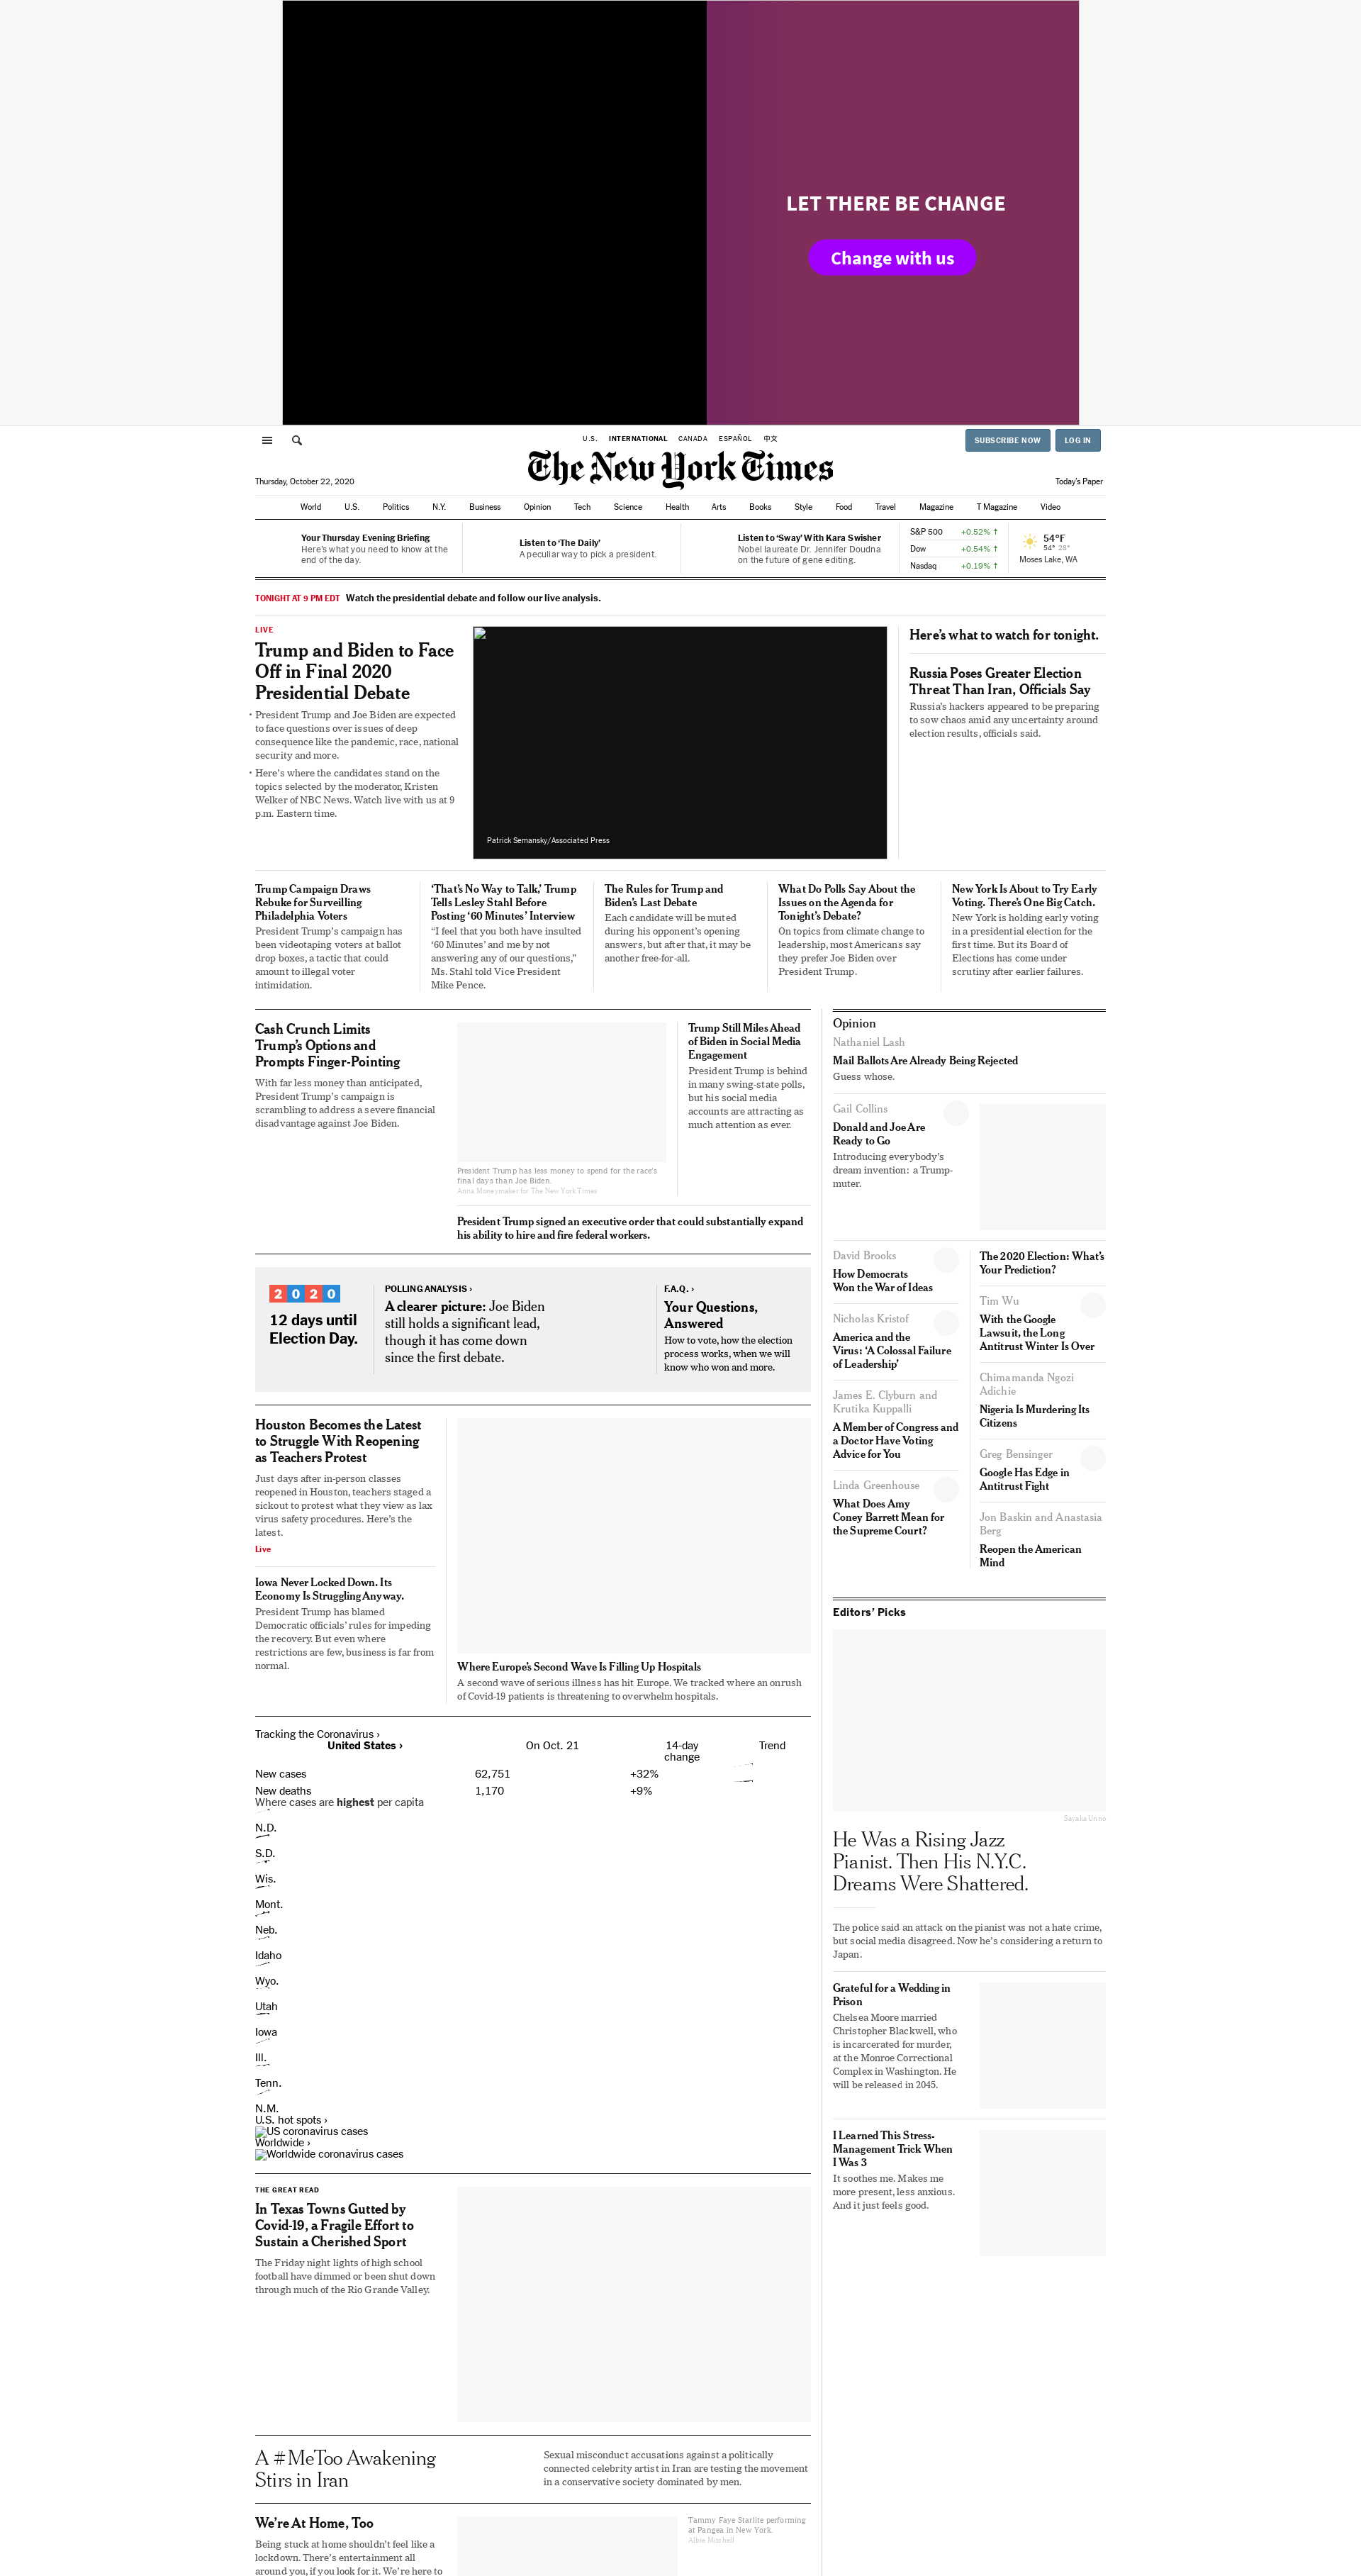 LET THERE BE CHANGE
Change with us
U.S.
INTERNATIONAL
CANADA
ESPAÑOL
中文
SUBSCRIBE NOW
LOG IN
The New York Times
Thursday, October 22, 2020
Today's Paper
World
U.S.
Politics
N.Y.
Business
Opinion
Tech
Science
Health
Arts
Books
Style
Food
Travel
Magazine
T Magazine
Video
Your Thursday Evening Briefing
Here's what you need to know at the
end of the day.
Listen to 'The Daily'
A peculiar way to pick a president.
Listen to 'Sway' With Kara Swisher
Nobel laureate Dr. Jennifer Doudna
on the future of gene editing.
S&P 500 +0.52% ↑
Dow +0.54% ↑
Nasdaq +0.19% ↑
54°F
54° 28°
Moses Lake, WA
TONIGHT AT 9 PM EDT Watch the presidential debate and follow our live analysis.
LIVE
Trump and Biden to Face
Off in Final 2020
Presidential Debate
• President Trump and Joe Biden are expected
to face questions over issues of deep
consequence like the pandemic, race, national
security and more.
• Here's where the candidates stand on the
topics selected by the moderator, Kristen
Welker of NBC News. Watch live with us at 9
p.m. Eastern time.
Patrick Semansky/Associated Press
Here's what to watch for tonight.
Russia Poses Greater Election
Threat Than Iran, Officials Say
Russia's hackers appeared to be preparing
to sow chaos amid any uncertainty around
election results, officials said.
Trump Campaign Draws
Rebuke for Surveilling
Philadelphia Voters
President Trump's campaign has
been videotaping voters at ballot
drop boxes, a tactic that could
amount to illegal voter
intimidation.
'That's No Way to Talk,' Trump
Tells Lesley Stahl Before
Posting '60 Minutes' Interview
"I feel that you both have insulted
'60 Minutes' and me by not
answering any of our questions,"
Ms. Stahl told Vice President
Mike Pence.
The Rules for Trump and
Biden's Last Debate
Each candidate will be muted
during his opponent's opening
answers, but after that, it may be
another free-for-all.
What Do Polls Say About the
Issues on the Agenda for
Tonight's Debate?
On topics from climate change to
leadership, most Americans say
they prefer Joe Biden over
President Trump.
New York Is About to Try Early
Voting. There's One Big Catch.
New York is holding early voting
in a presidential election for the
first time. But its Board of
Elections has come under
scrutiny after earlier failures.
Cash Crunch Limits
Trump's Options and
Prompts Finger-Pointing
With far less money than anticipated,
President Trump's campaign is
scrambling to address a severe financial
disadvantage against Joe Biden.
President Trump has less money to spend for the race's
final days than Joe Biden.
Anna Moneymaker for The New York Times
Trump Still Miles Ahead
of Biden in Social Media
Engagement
President Trump is behind
in many swing-state polls,
but his social media
accounts are attracting as
much attention as ever.
President Trump signed an executive order that could substantially expand
his ability to hire and fire federal workers.
2020
12 days until
Election Day.
POLLING ANALYSIS ›
A clearer picture: Joe Biden
still holds a significant lead,
though it has come down
since the first debate.
F.A.Q. ›
Your Questions,
Answered
How to vote, how the election
process works, when we will
know who won and more.
Houston Becomes the Latest
to Struggle With Reopening
as Teachers Protest
Just days after in-person classes
reopened in Houston, teachers staged a
sickout to protest what they view as lax
virus safety procedures. Here's the
latest.
Live
Iowa Never Locked Down. Its
Economy Is Struggling Anyway.
President Trump has blamed
Democratic officials' rules for impeding
the recovery. But even where
restrictions are few, business is far from
normal.
Where Europe's Second Wave Is Filling Up Hospitals
A second wave of serious illness has hit Europe. We tracked where an onrush
of Covid-19 patients is threatening to overwhelm hospitals.
Tracking the Coronavirus ›
United States › On Oct. 21 14-day
change Trend
New cases 62,751 +32%
New deaths 1,170 +9%
Where cases are highest per capita
N.D.
S.D.
Wis.
Mont.
Neb.
Idaho
Wyo.
Utah
Iowa
Ill.
Tenn.
N.M.
U.S. hot spots ›
US coronavirus cases
Worldwide ›
Worldwide coronavirus cases
THE GREAT READ
In Texas Towns Gutted by
Covid-19, a Fragile Effort to
Sustain a Cherished Sport
The Friday night lights of high school
football have dimmed or been shut down
through much of the Rio Grande Valley.
A #MeToo Awakening
Stirs in Iran
Sexual misconduct accusations against a politically
connected celebrity artist in Iran are testing the movement
in a conservative society dominated by men.
We're At Home, Too
Being stuck at home shouldn't feel like a
lockdown. There's entertainment all
around you, if you look for it. We're here to
Tammy Faye Starlite performing
at Pangea in New York.
Albie Mitchell
Opinion
Nathaniel Lash
Mail Ballots Are Already Being Rejected
Guess whose.
Gail Collins
Donald and Joe Are
Ready to Go
Introducing everybody's
dream invention: a Trump-
muter.
David Brooks
How Democrats
Won the War of Ideas
Nicholas Kristof
America and the
Virus: 'A Colossal Failure
of Leadership'
James E. Clyburn and
Krutika Kuppalli
A Member of Congress and
a Doctor Have Voting
Advice for You
Linda Greenhouse
What Does Amy
Coney Barrett Mean for
the Supreme Court?
The 2020 Election: What's
Your Prediction?
Tim Wu
With the Google
Lawsuit, the Long
Antitrust Winter Is Over
Chimamanda Ngozi
Adichie
Nigeria Is Murdering Its
Citizens
Greg Bensinger
Google Has Edge in
Antitrust Fight
Jon Baskin and Anastasia
Berg
Reopen the American
Mind
Editors' Picks
He Was a Rising Jazz
Pianist. Then His N.Y.C.
Dreams Were Shattered.
The police said an attack on the pianist was not a hate crime,
but social media disagreed. Now he's considering a return to
Japan.
Grateful for a Wedding in
Prison
Chelsea Moore married
Christopher Blackwell, who
is incarcerated for murder,
at the Monroe Correctional
Complex in Washington. He
will be released in 2045.
I Learned This Stress-
Management Trick When
I Was 3
It soothes me. Makes me
more present, less anxious.
And it just feels good.